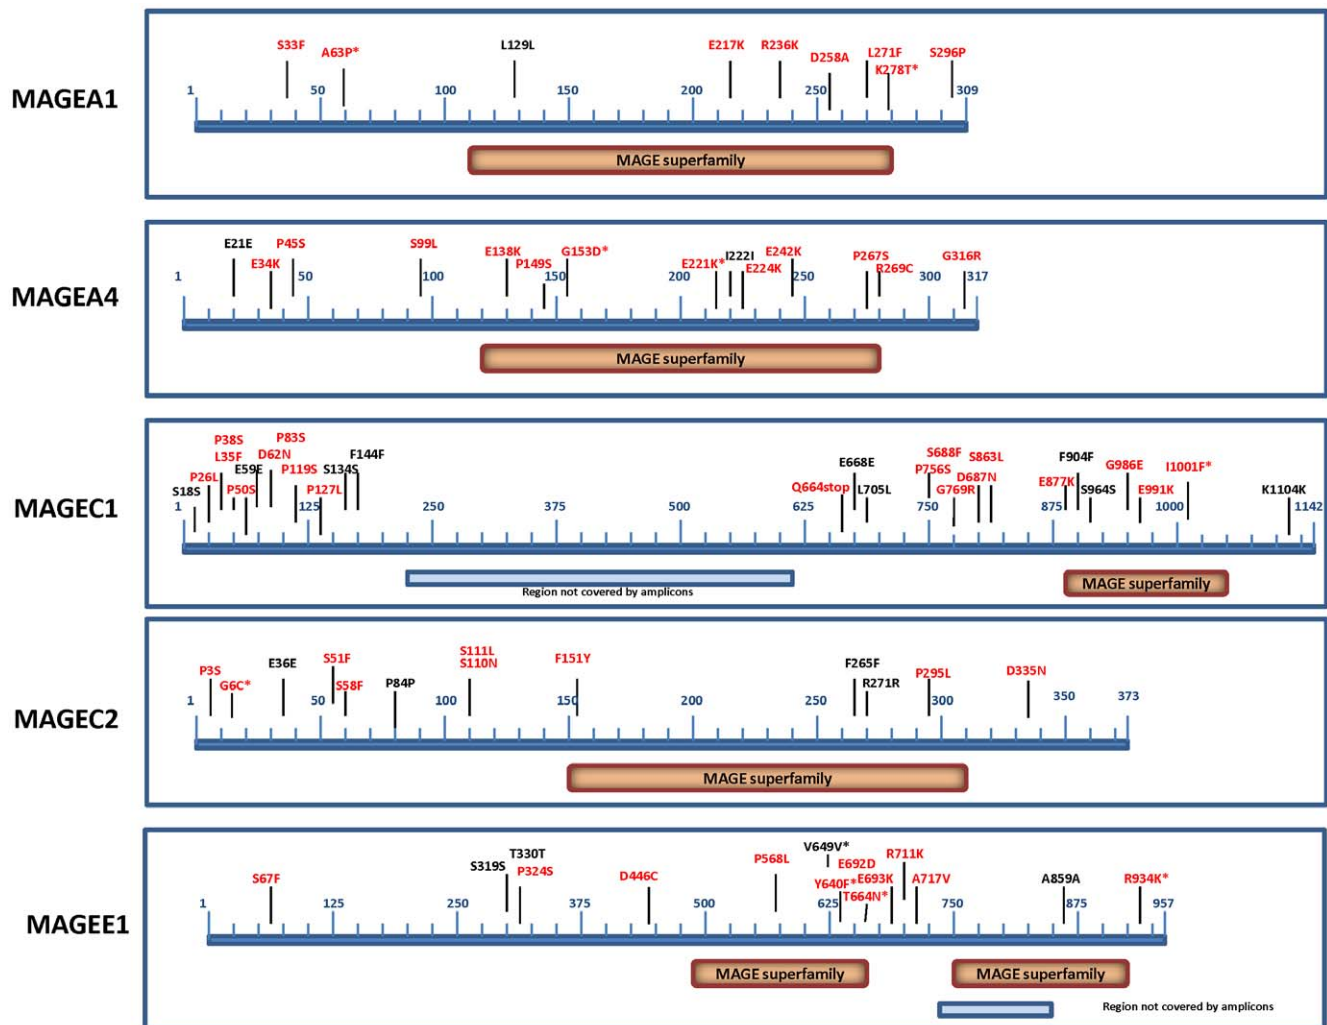 MAGEA1
S33F A63P* L129L E217K R236K D258A L271F K278T* S296P
1 50 100 150 200 250 309
MAGE superfamily
MAGEA4
E21E E34K P45S S99L E138K P149S G153D* E221K* I222I E224K E242K P267S R269C G316R
1 50 100 150 200 250 300 317
MAGE superfamily
MAGEC1
S18S P26L P38S L35F P50S E59E D62N P83S P119S P127L S134S F144F Q664stop E668E L705L S688F P756S G769R D687N S863L E877K F904F S964S G986E E991K I1001F* K1104K
1 125 250 375 500 625 750 875 1000 1142
Region not covered by amplicons
MAGE superfamily
MAGEC2
P3S G6C* E36E S51F S58F P84P S111L S110N F151Y F265F R271R P295L D335N
1 50 100 150 200 250 300 350 373
MAGE superfamily
MAGEE1
S67F S319S T330T P324S D446C P568L V649V* Y640F* E692D T664N* E693K R711K A717V A859A R934K*
1 125 250 375 500 625 750 875 957
MAGE superfamily MAGE superfamily
Region not covered by amplicons